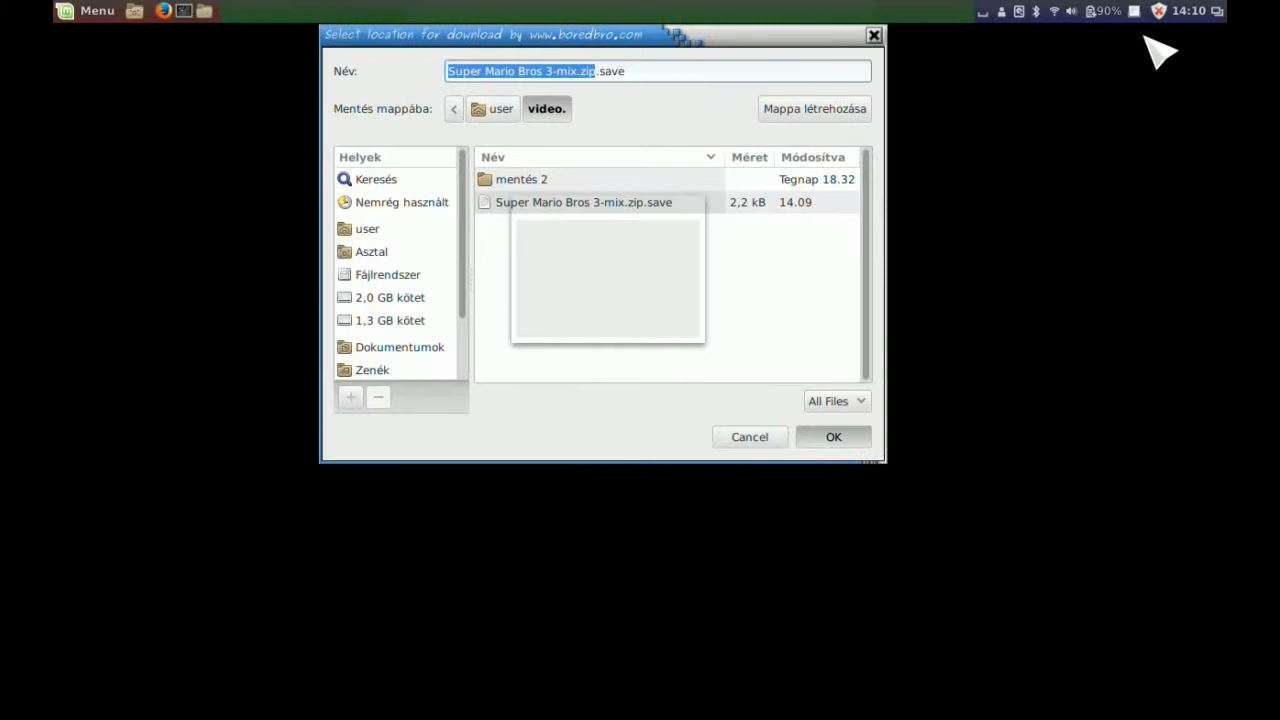 Menu
90%
14:10
Select location for download by www.boredbro.com
Név:
Super Mario Bros 3-mix.zip.save
Mentés mappába:
user
video.
Mappa létrehozása
Helyek
Keresés
Nemrég használt
user
Asztal
Fájlrendszer
2,0 GB kötet
1,3 GB kötet
Dokumentumok
Zenék
Név
Méret
Módosítva
mentés 2
Tegnap 18.32
Super Mario Bros 3-mix.zip.save
2,2 kB
14.09
All Files
Cancel
OK